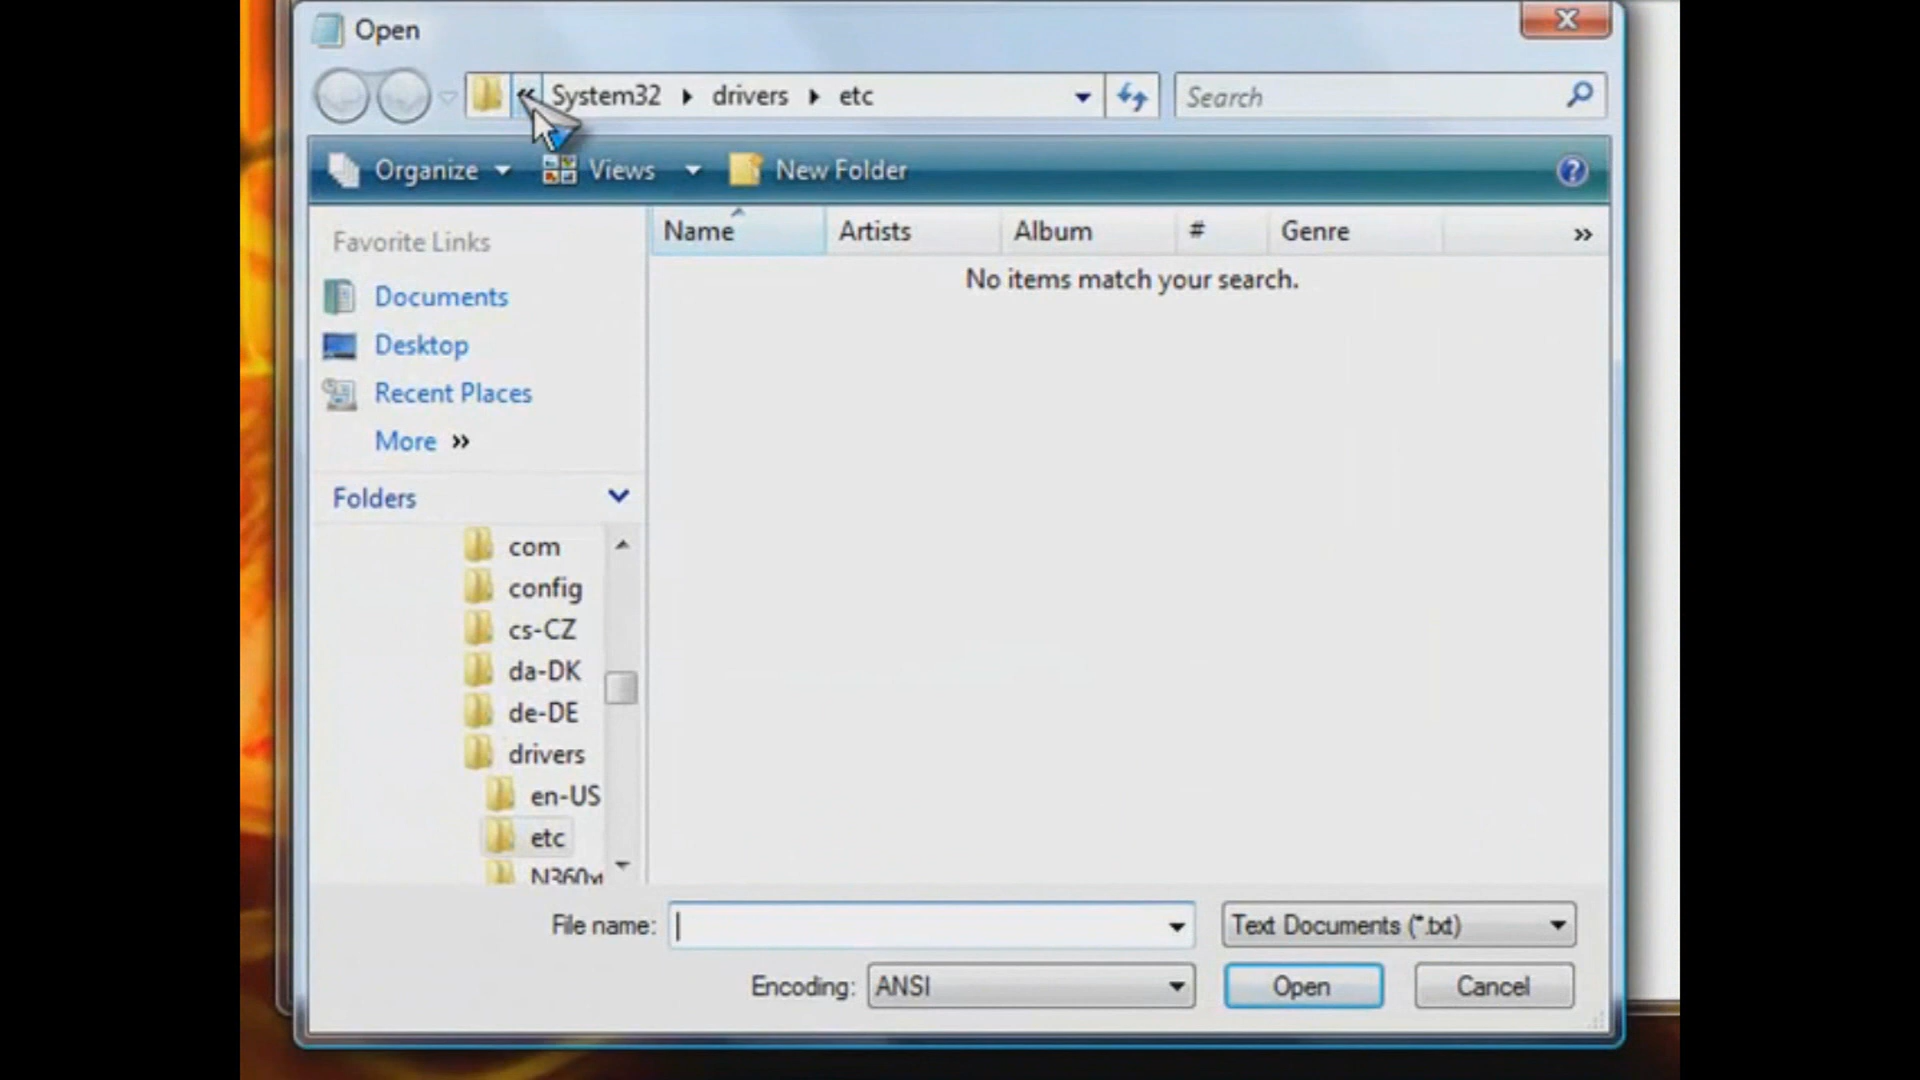 Open
« System32 ▸ drivers ▸ etc
Search
Organize
Views
New Folder
Favorite Links
Documents
Desktop
Recent Places
More »
Folders
com
config
cs-CZ
da-DK
de-DE
drivers
en-US
etc
Name
Artists
Album
#
Genre
»
No items match your search.
File name:
Text Documents (*.txt)
Encoding:
ANSI
Open
Cancel